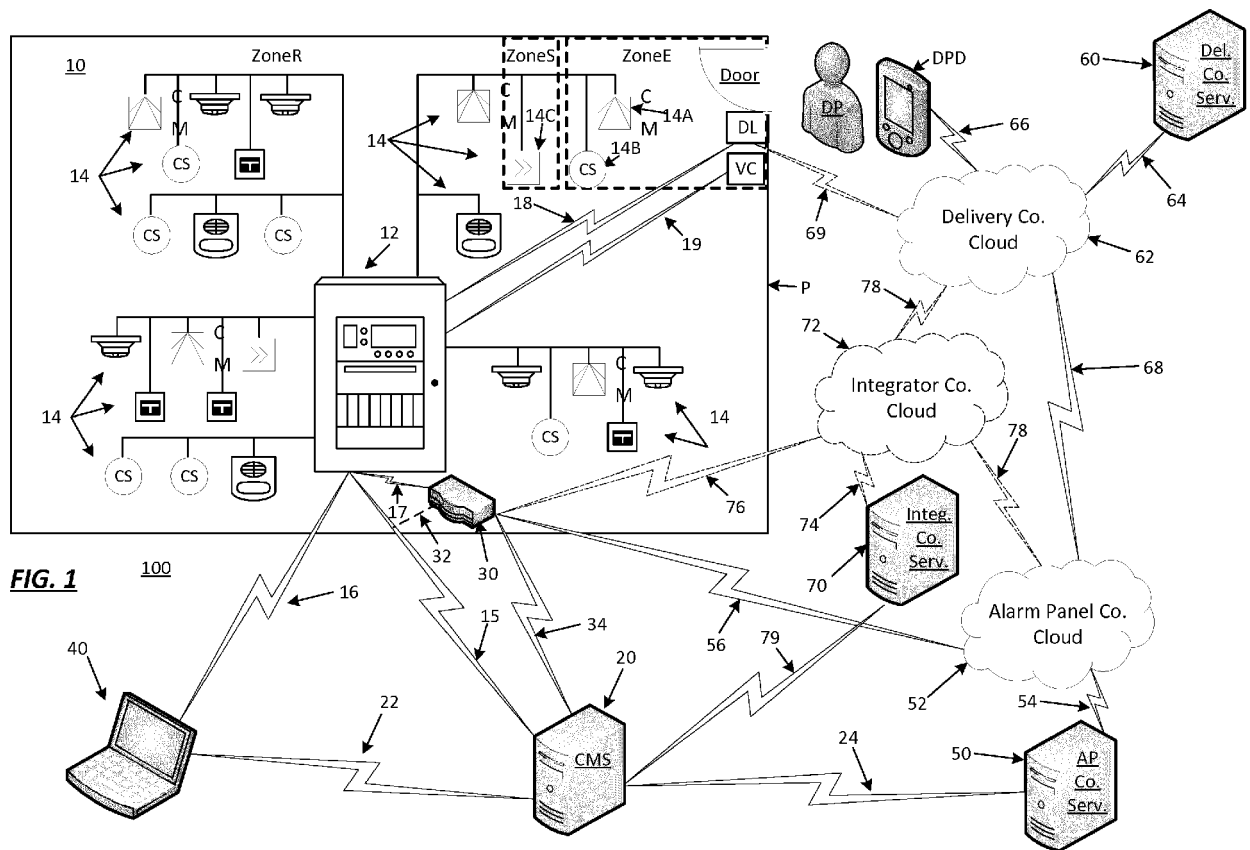 10
ZoneR
ZoneS
ZoneE
Door
DP
DPD
60
Del.
Co.
Serv.
C
M
C
M
14C
C
M
14A
14
CS
14
14B
CS
DL
VC
66
64
CS
CS
18
19
69
Delivery Co.
Cloud
62
12
P
78
72
C
M
C
M
Integrator Co.
Cloud
68
14
14
CS
78
CS
CS
76
17
32
30
74
Integ.
Co.
Serv.
70
FIG. 1
100
16
15
34
56
79
Alarm Panel Co.
Cloud
52
54
40
22
20
CMS
24
50
AP
Co.
Serv.